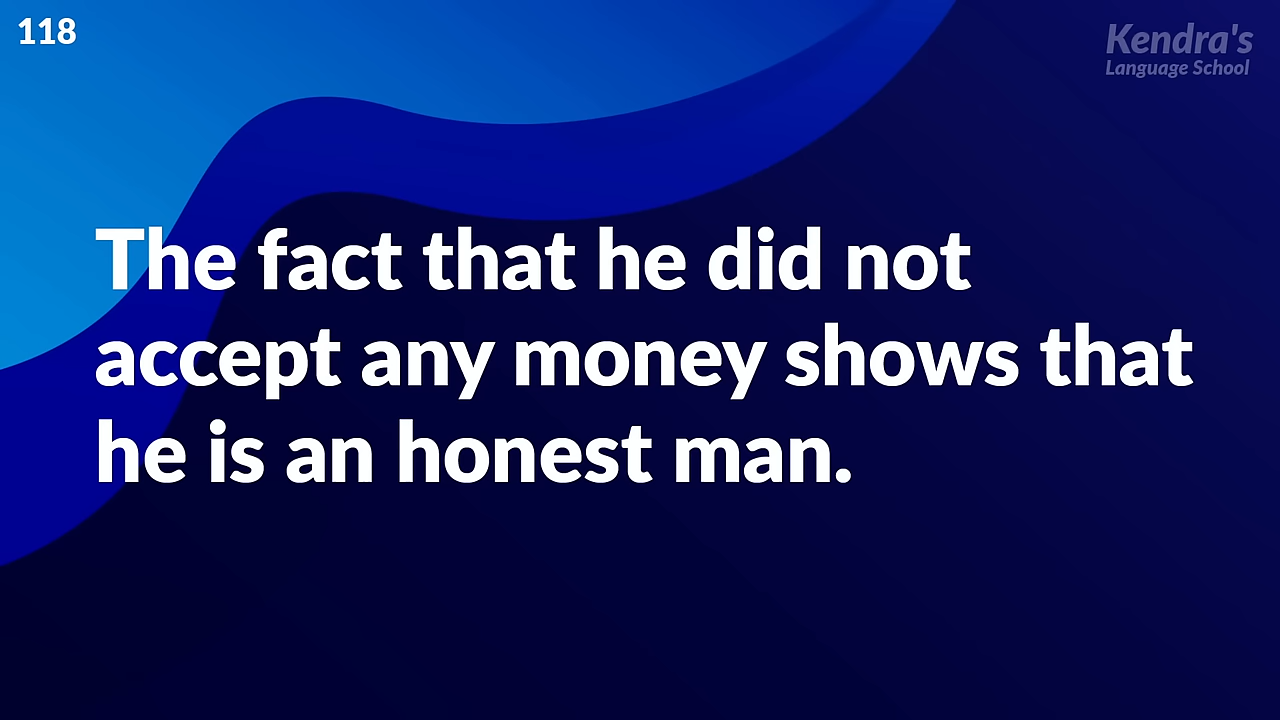 118
Kendra's
Language School
The fact that he did not
accept any money shows that
he is an honest man.